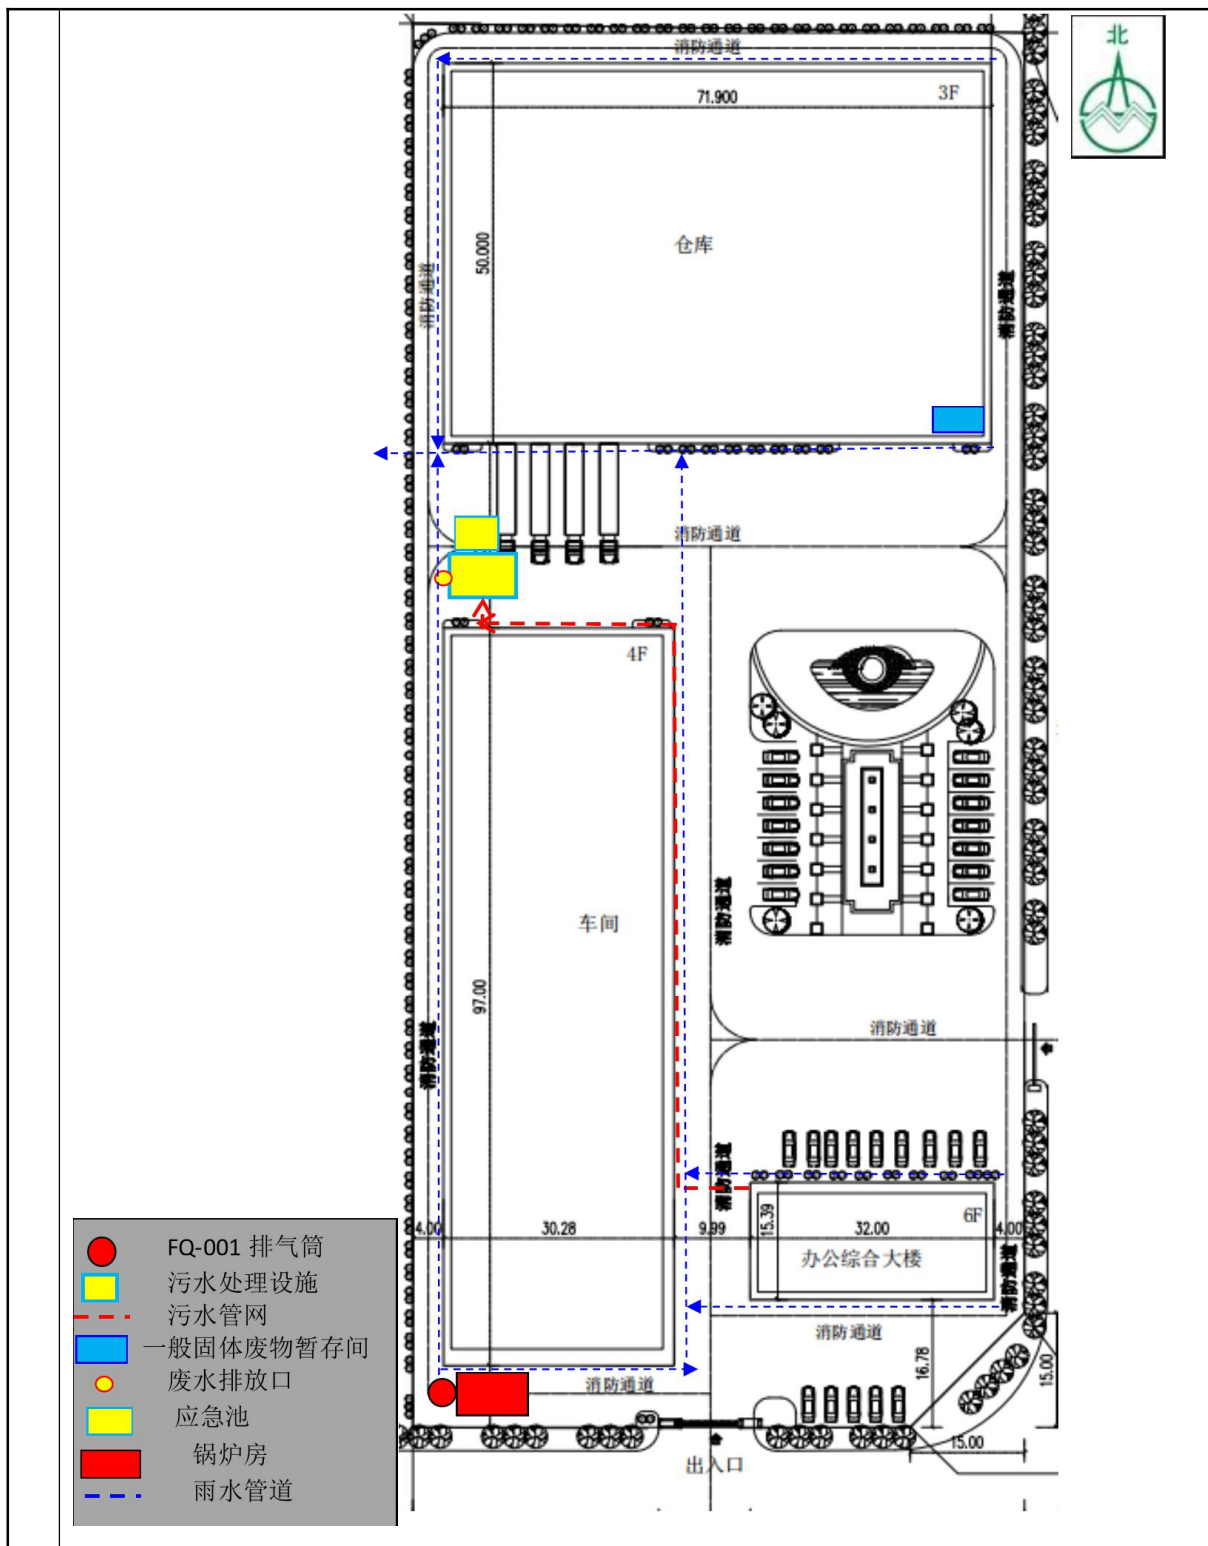 北
消防通道
71.900
3F
50.000
仓库
消防通道
消防通道
消防通道
4F
车间
97.00
消防通道
消防通道
消防通道
消防通道
4.00
30.28
9.99
15.39
32.00
4.00
6F
办公综合大楼
消防通道
消防通道
16.78
15.00
消防通道
15.00
出入口
FQ-001 排气筒
污水处理设施
污水管网
一般固体废物暂存间
废水排放口
应急池
锅炉房
雨水管道